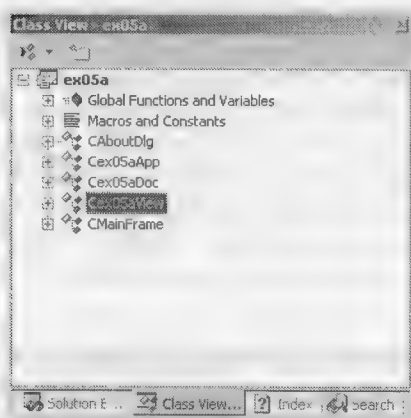 Class View - ex05a
ex05a
Global Functions and Variables
Macros and Constants
CAboutDlg
Cex05aApp
Cex05aDoc
Cex05aView
CMainFrame
Solution E... Class View... Index Search